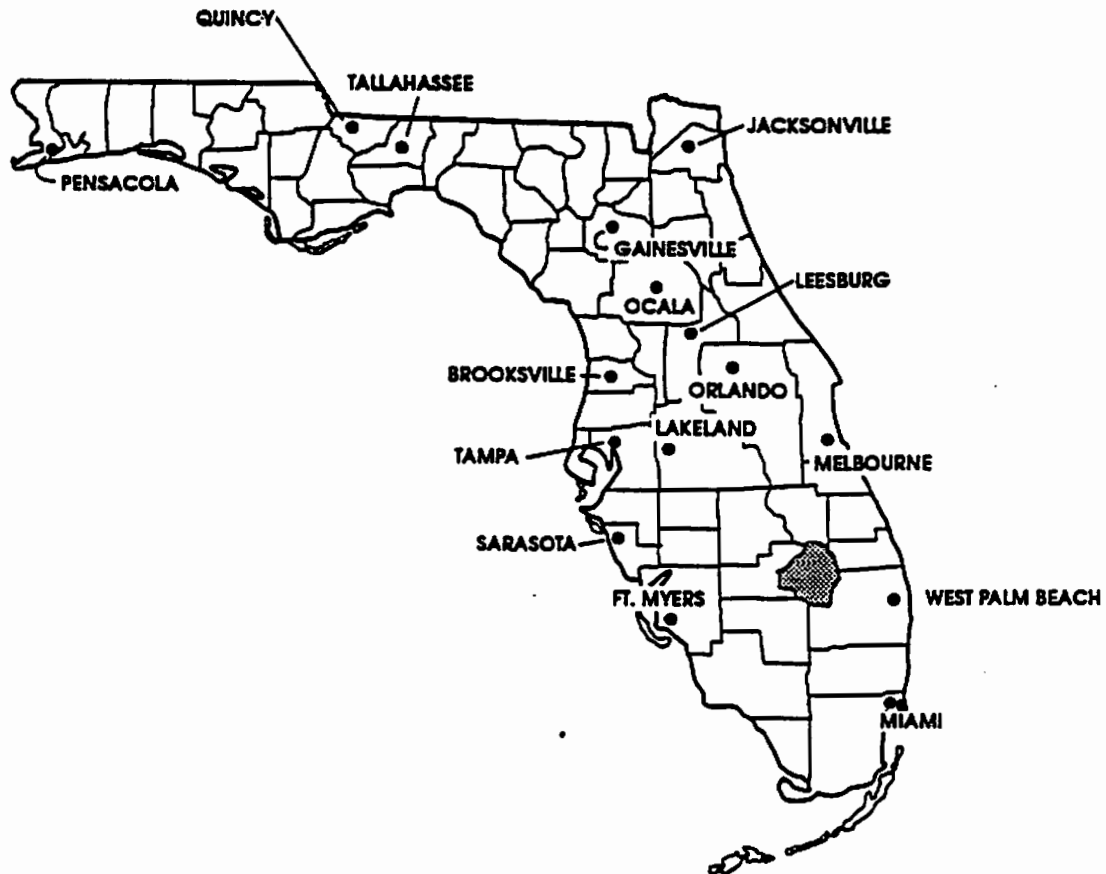 QUINCY
TALLAHASSEE
JACKSONVILLE
PENSACOLA
GAINESVILLE
LEESBURG
OCALA
BROOKSVILLE
ORLANDO
LAKELAND
TAMPA
MELBOURNE
SARASOTA
FT. MYERS
WEST PALM BEACH
MIAMI